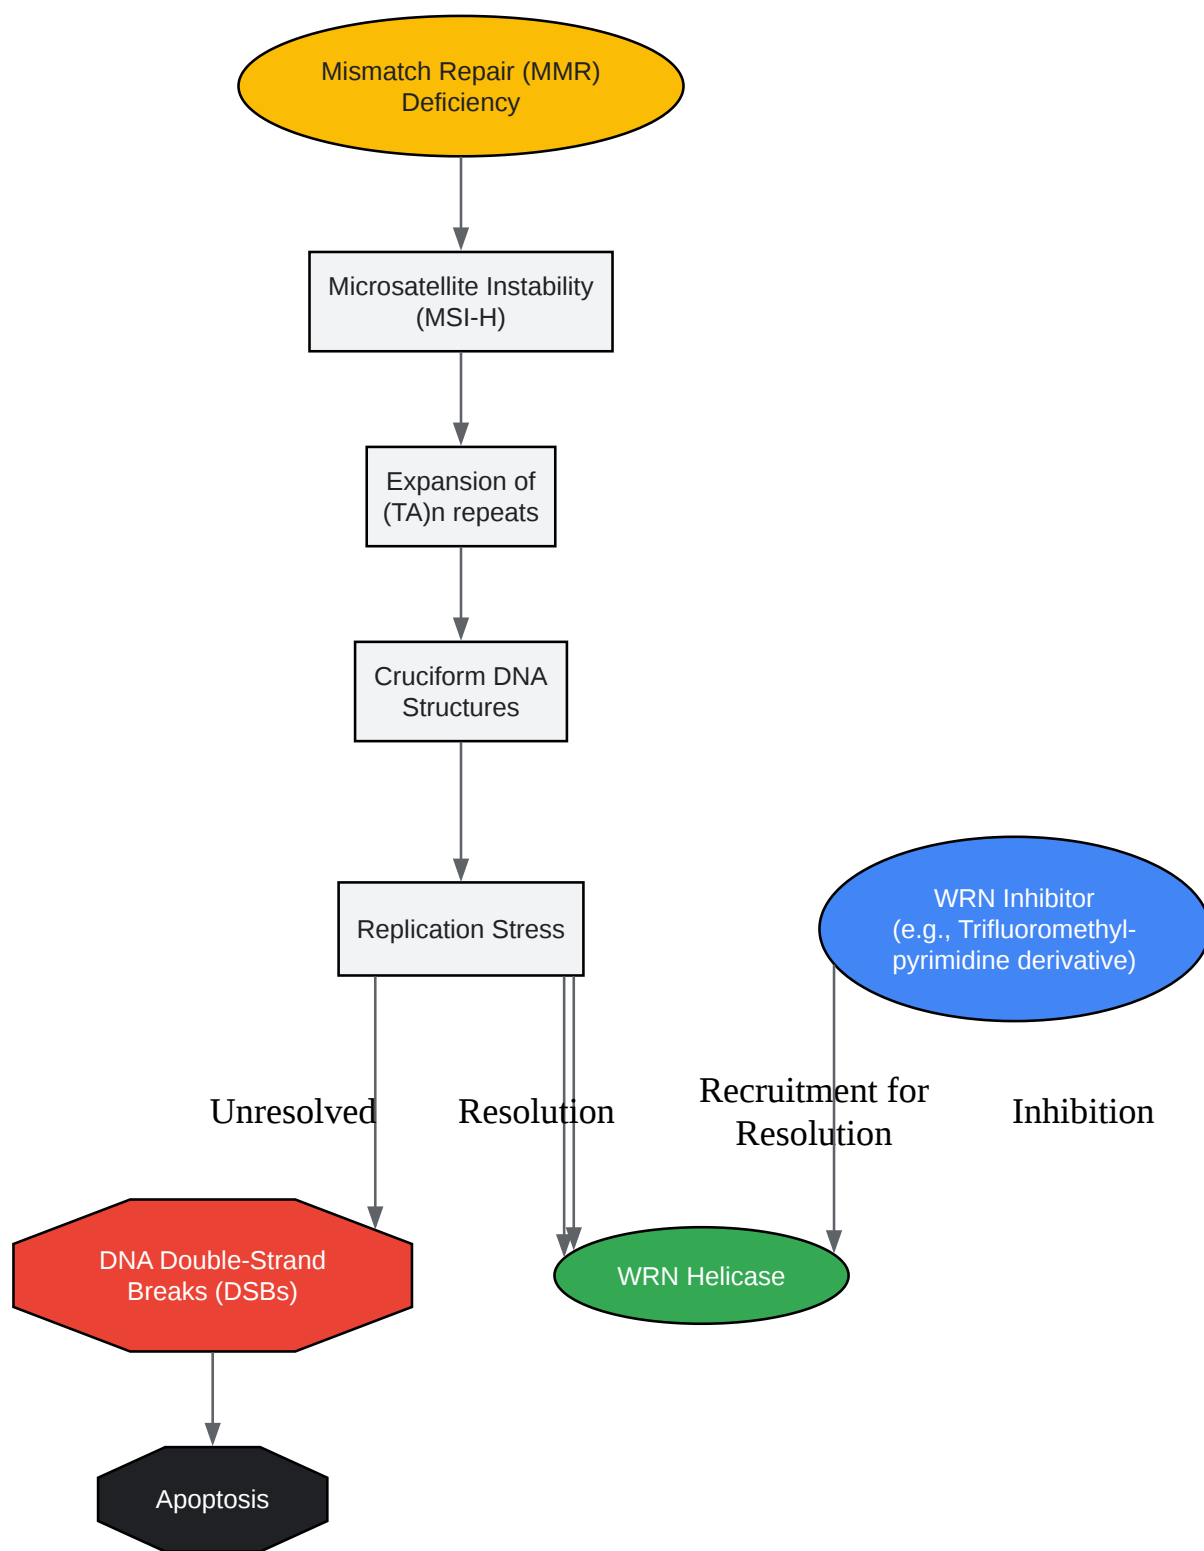 Mismatch Repair (MMR)
Deficiency
Microsatellite Instability
(MSI-H)
Expansion of
(TA)n repeats
Cruciform DNA
Structures
Replication Stress
WRN Inhibitor
(e.g., Trifluoromethyl-
pyrimidine derivative)
Unresolved
Resolution
Recruitment for
Resolution
Inhibition
DNA Double-Strand
Breaks (DSBs)
WRN Helicase
Apoptosis